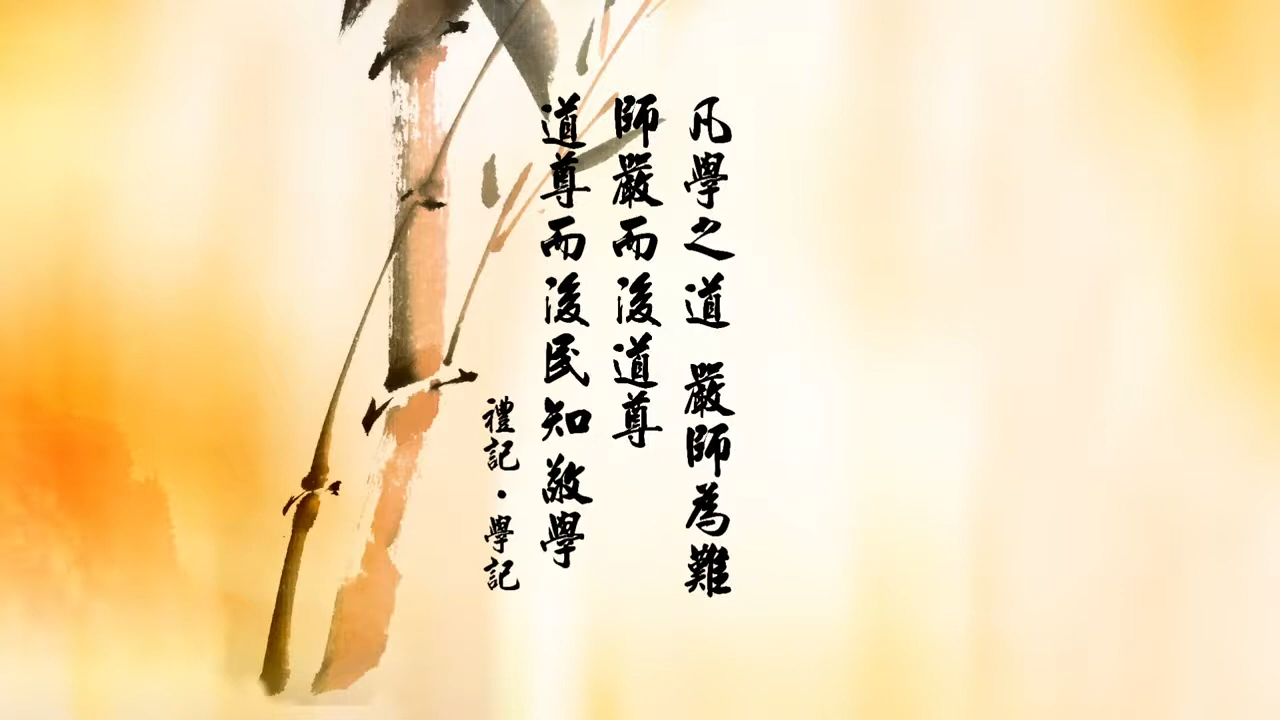 凡學之道 嚴師為難
師嚴而後道尊
道尊而後民知敬學
禮記·學記